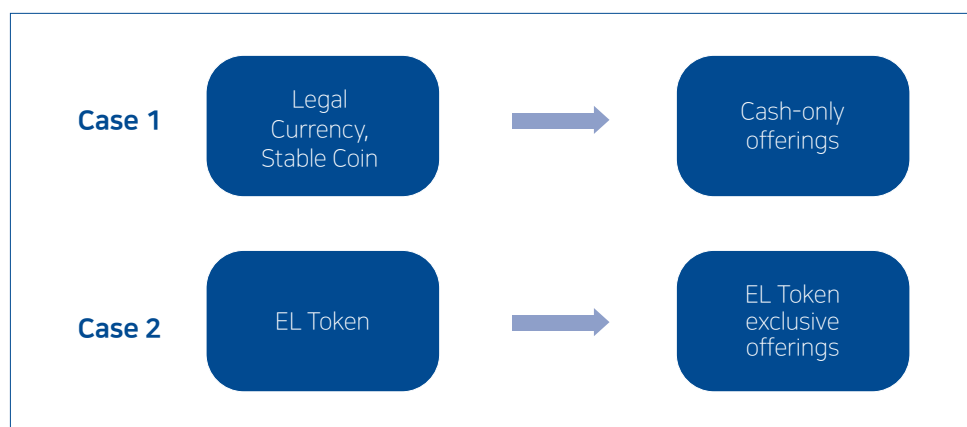 Case 1
Legal
Currency,
Stable Coin
Cash-only
offerings
Case 2
EL Token
EL Token
exclusive
offerings